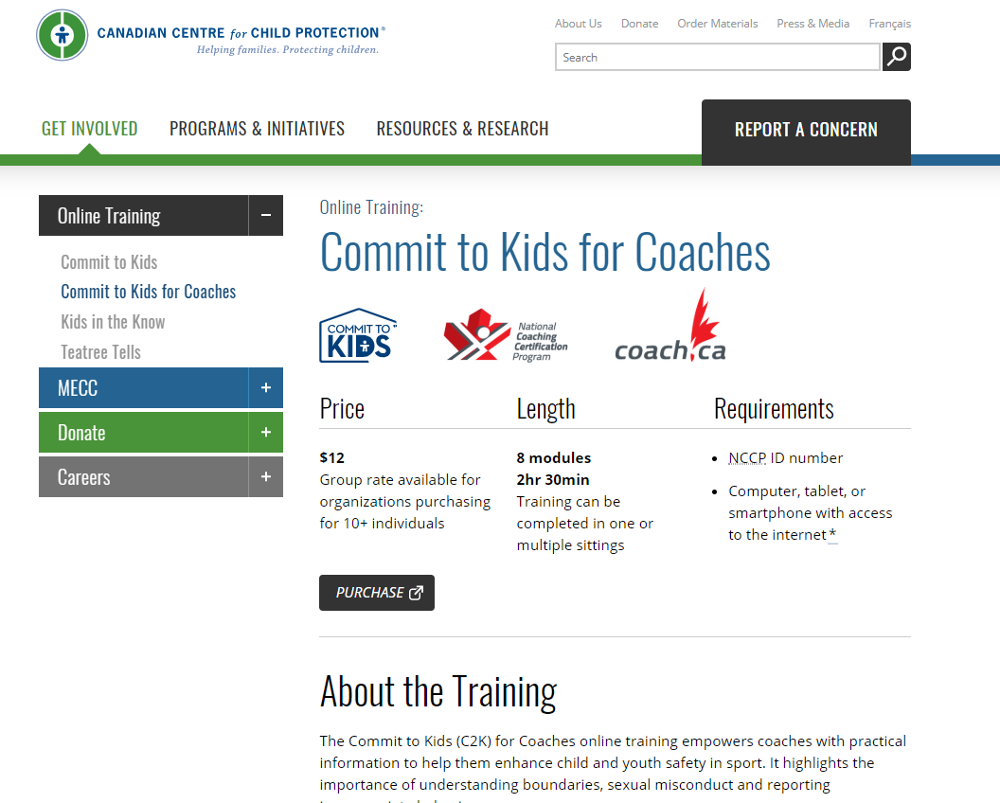 CANADIAN CENTRE for CHILD PROTECTION®
Helping families. Protecting children.
About Us Donate Order Materials Press & Media Français
Search
GET INVOLVED PROGRAMS & INITIATIVES RESOURCES & RESEARCH REPORT A CONCERN
Online Training −
Commit to Kids
Commit to Kids for Coaches
Kids in the Know
Teatree Tells
MECC +
Donate +
Careers +
Online Training:
Commit to Kids for Coaches
COMMIT TO
KIDS
National
Coaching
Certification
Program
coach.ca
Price
$12
Group rate available for
organizations purchasing
for 10+ individuals
Length
8 modules
2hr 30min
Training can be
completed in one or
multiple sittings
Requirements
• NCCP ID number
• Computer, tablet, or
smartphone with access
to the internet*
PURCHASE
About the Training
The Commit to Kids (C2K) for Coaches online training empowers coaches with practical
information to help them enhance child and youth safety in sport. It highlights the
importance of understanding boundaries, sexual misconduct and reporting